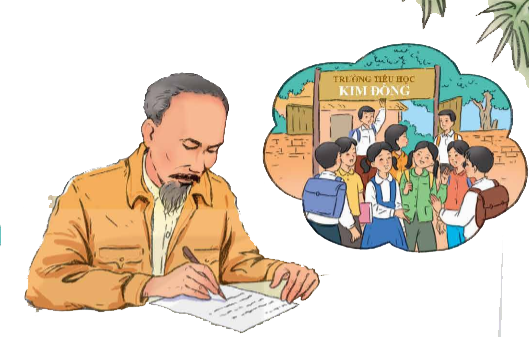 TRƯỜNG TIỂU HỌC
KIM ĐỒNG